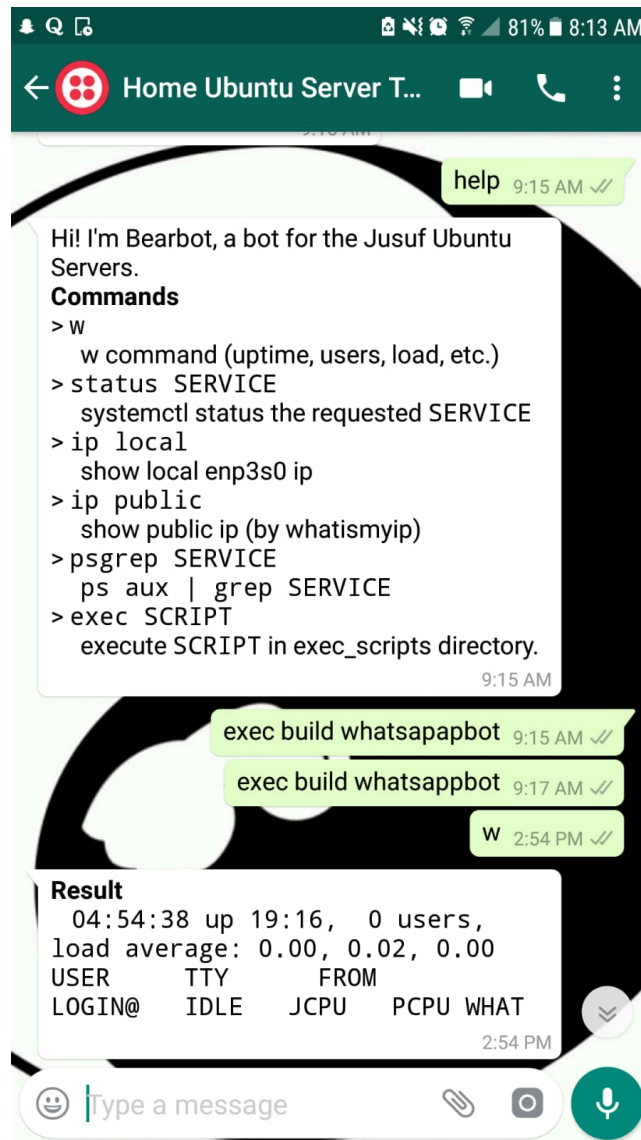 81% 8:13 AM
Home Ubuntu Server T...
help 9:15 AM
Hi! I'm Bearbot, a bot for the Jusuf Ubuntu
Servers.
Commands
> w
w command (uptime, users, load, etc.)
> status SERVICE
systemctl status the requested SERVICE
> ip local
show local enp3s0 ip
> ip public
show public ip (by whatismyip)
> psgrep SERVICE
ps aux | grep SERVICE
> exec SCRIPT
execute SCRIPT in exec_scripts directory.
9:15 AM
exec build whatsapapbot 9:15 AM
exec build whatsappbot 9:17 AM
w 2:54 PM
Result
04:54:38 up 19:16, 0 users,
load average: 0.00, 0.02, 0.00
USER TTY FROM
LOGIN@ IDLE JCPU PCPU WHAT
2:54 PM
Type a message